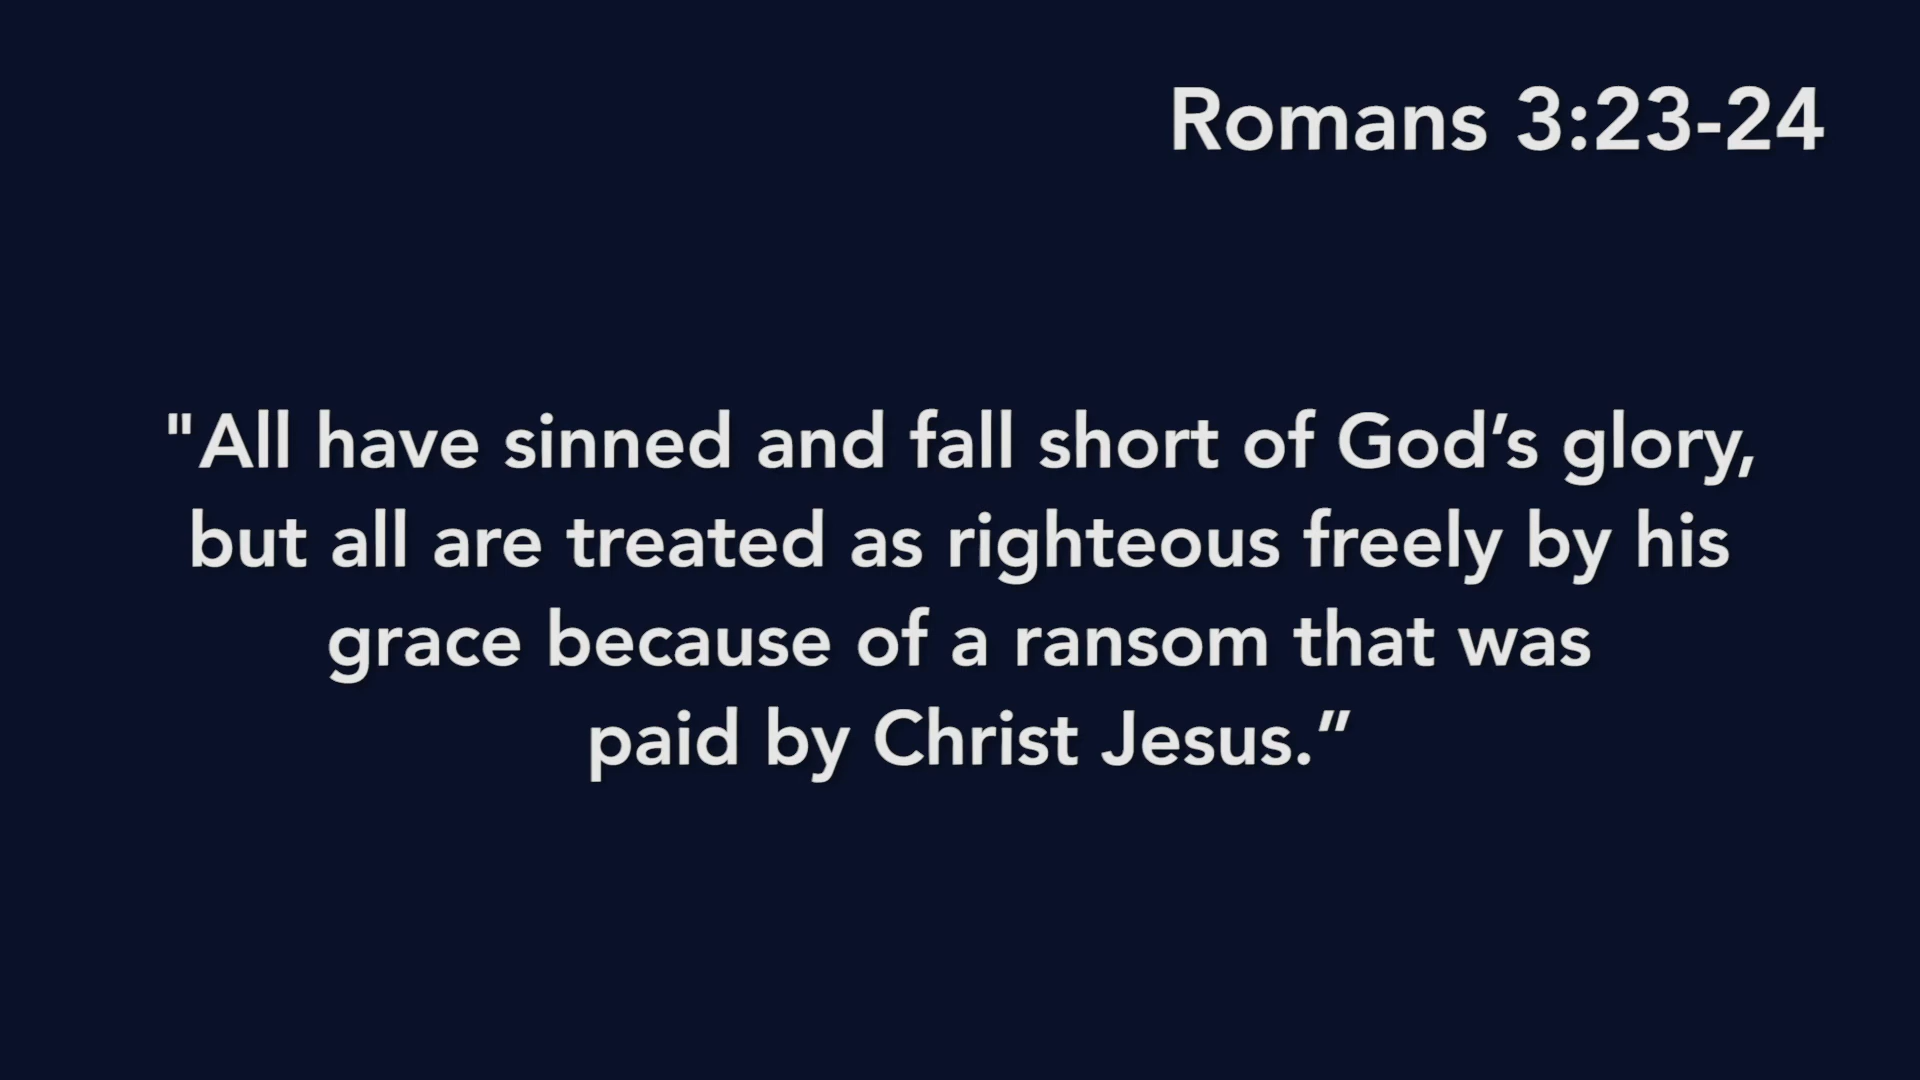 Romans 3:23-24
"All have sinned and fall short of God’s glory,
but all are treated as righteous freely by his
grace because of a ransom that was
paid by Christ Jesus.”